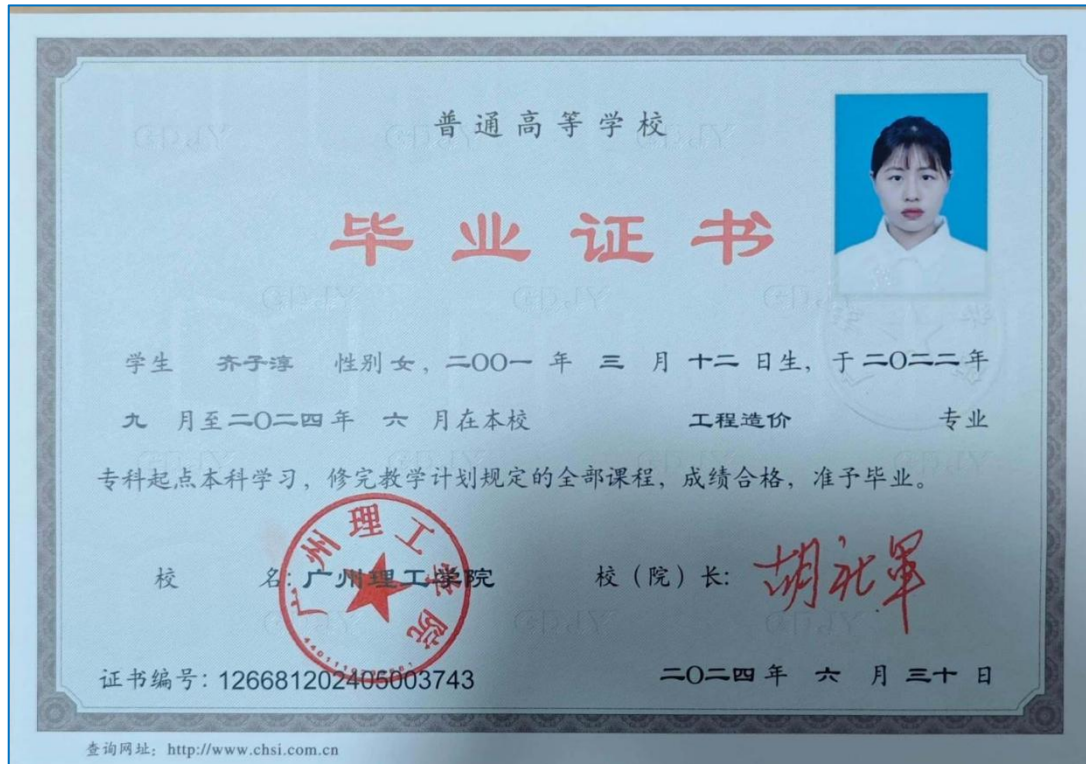 普通高等学校
毕业证书
学生 齐子淳 性别 女，二OO一 年 三 月 十二 日生，于 二O二二 年
九 月至 二O二四 年 六 月在本校 工程造价 专业
专科起点本科学习，修完教学计划规定的全部课程，成绩合格，准予毕业。
校 名：广州理工学院 校（院）长：胡社军
广州理工学院
证书编号：126681202405003743 二O二四 年 六 月 三十 日
查询网址：http://www.chsi.com.cn